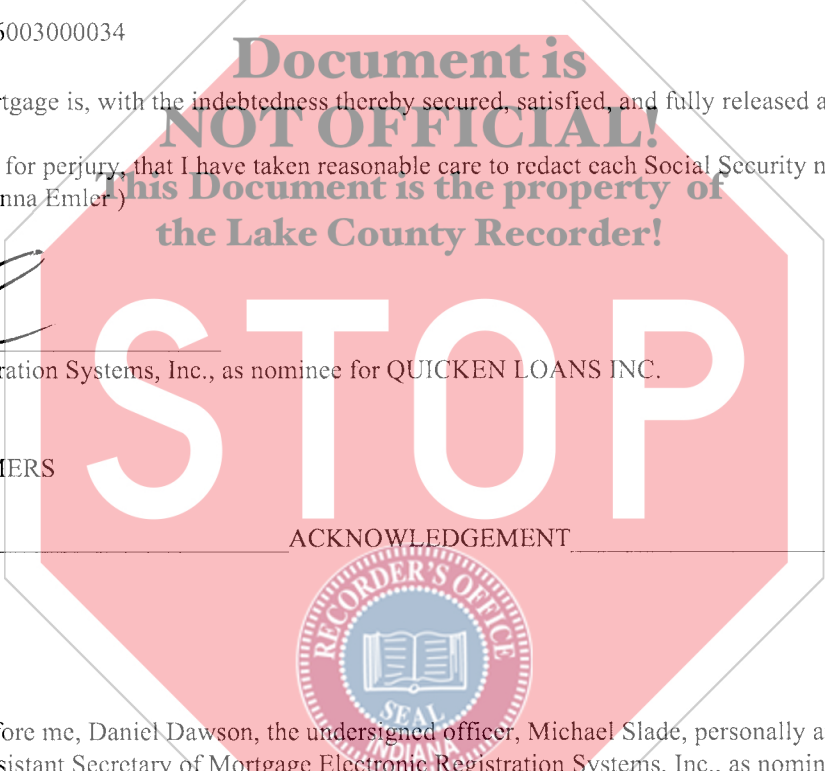 6003000034
Document is
rtgage is, with the indebtedness thereby secured, satisfied, and fully released a
NOT OFFICIAL!
for perjury, that I have taken reasonable care to redact each Social Security n
This Document is the property of
nna Emler )
the Lake County Recorder!
STOP
ration Systems, Inc., as nominee for QUICKEN LOANS INC.
MERS
ACKNOWLEDGEMENT
RECORDER'S OFFICE
SEAL
INDIANA
fore me, Daniel Dawson, the undersigned officer, Michael Slade, personally a
sistant Secretary of Mortgage Electronic Registration Systems, Inc., as nomin